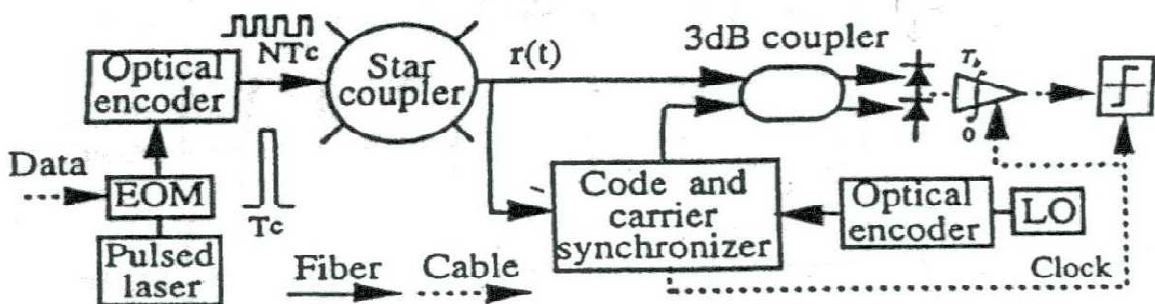 NTc
Optical
encoder
Star
coupler
r(t)
3dB coupler
Tb
0
Data
EOM
Tc
Pulsed
laser
Code and
carrier
synchronizer
Optical
encoder
LO
Fiber
Cable
Clock